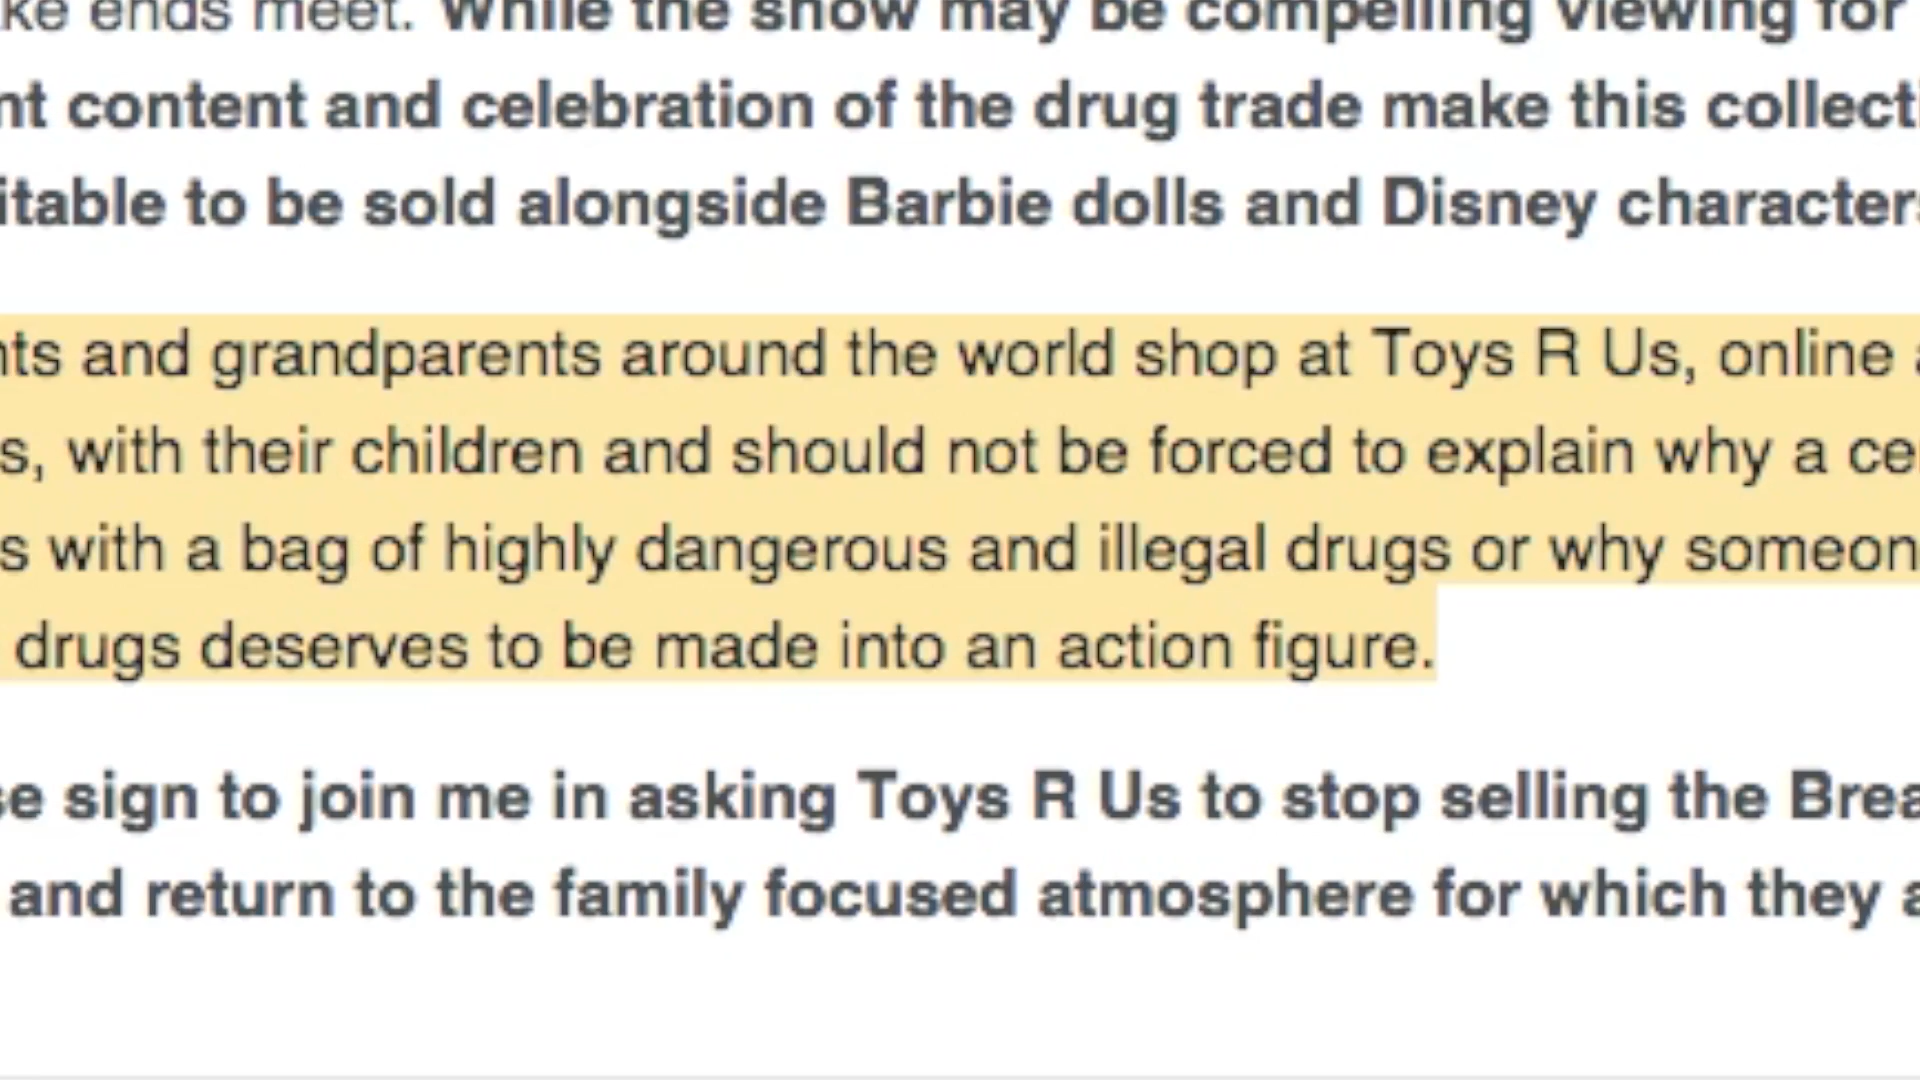 ke ends meet. While the show may be compelling viewing for
nt content and celebration of the drug trade make this collecti
itable to be sold alongside Barbie dolls and Disney characters
nts and grandparents around the world shop at Toys R Us, online a
s, with their children and should not be forced to explain why a ce
s with a bag of highly dangerous and illegal drugs or why someon
drugs deserves to be made into an action figure.
se sign to join me in asking Toys R Us to stop selling the Brea
and return to the family focused atmosphere for which they a